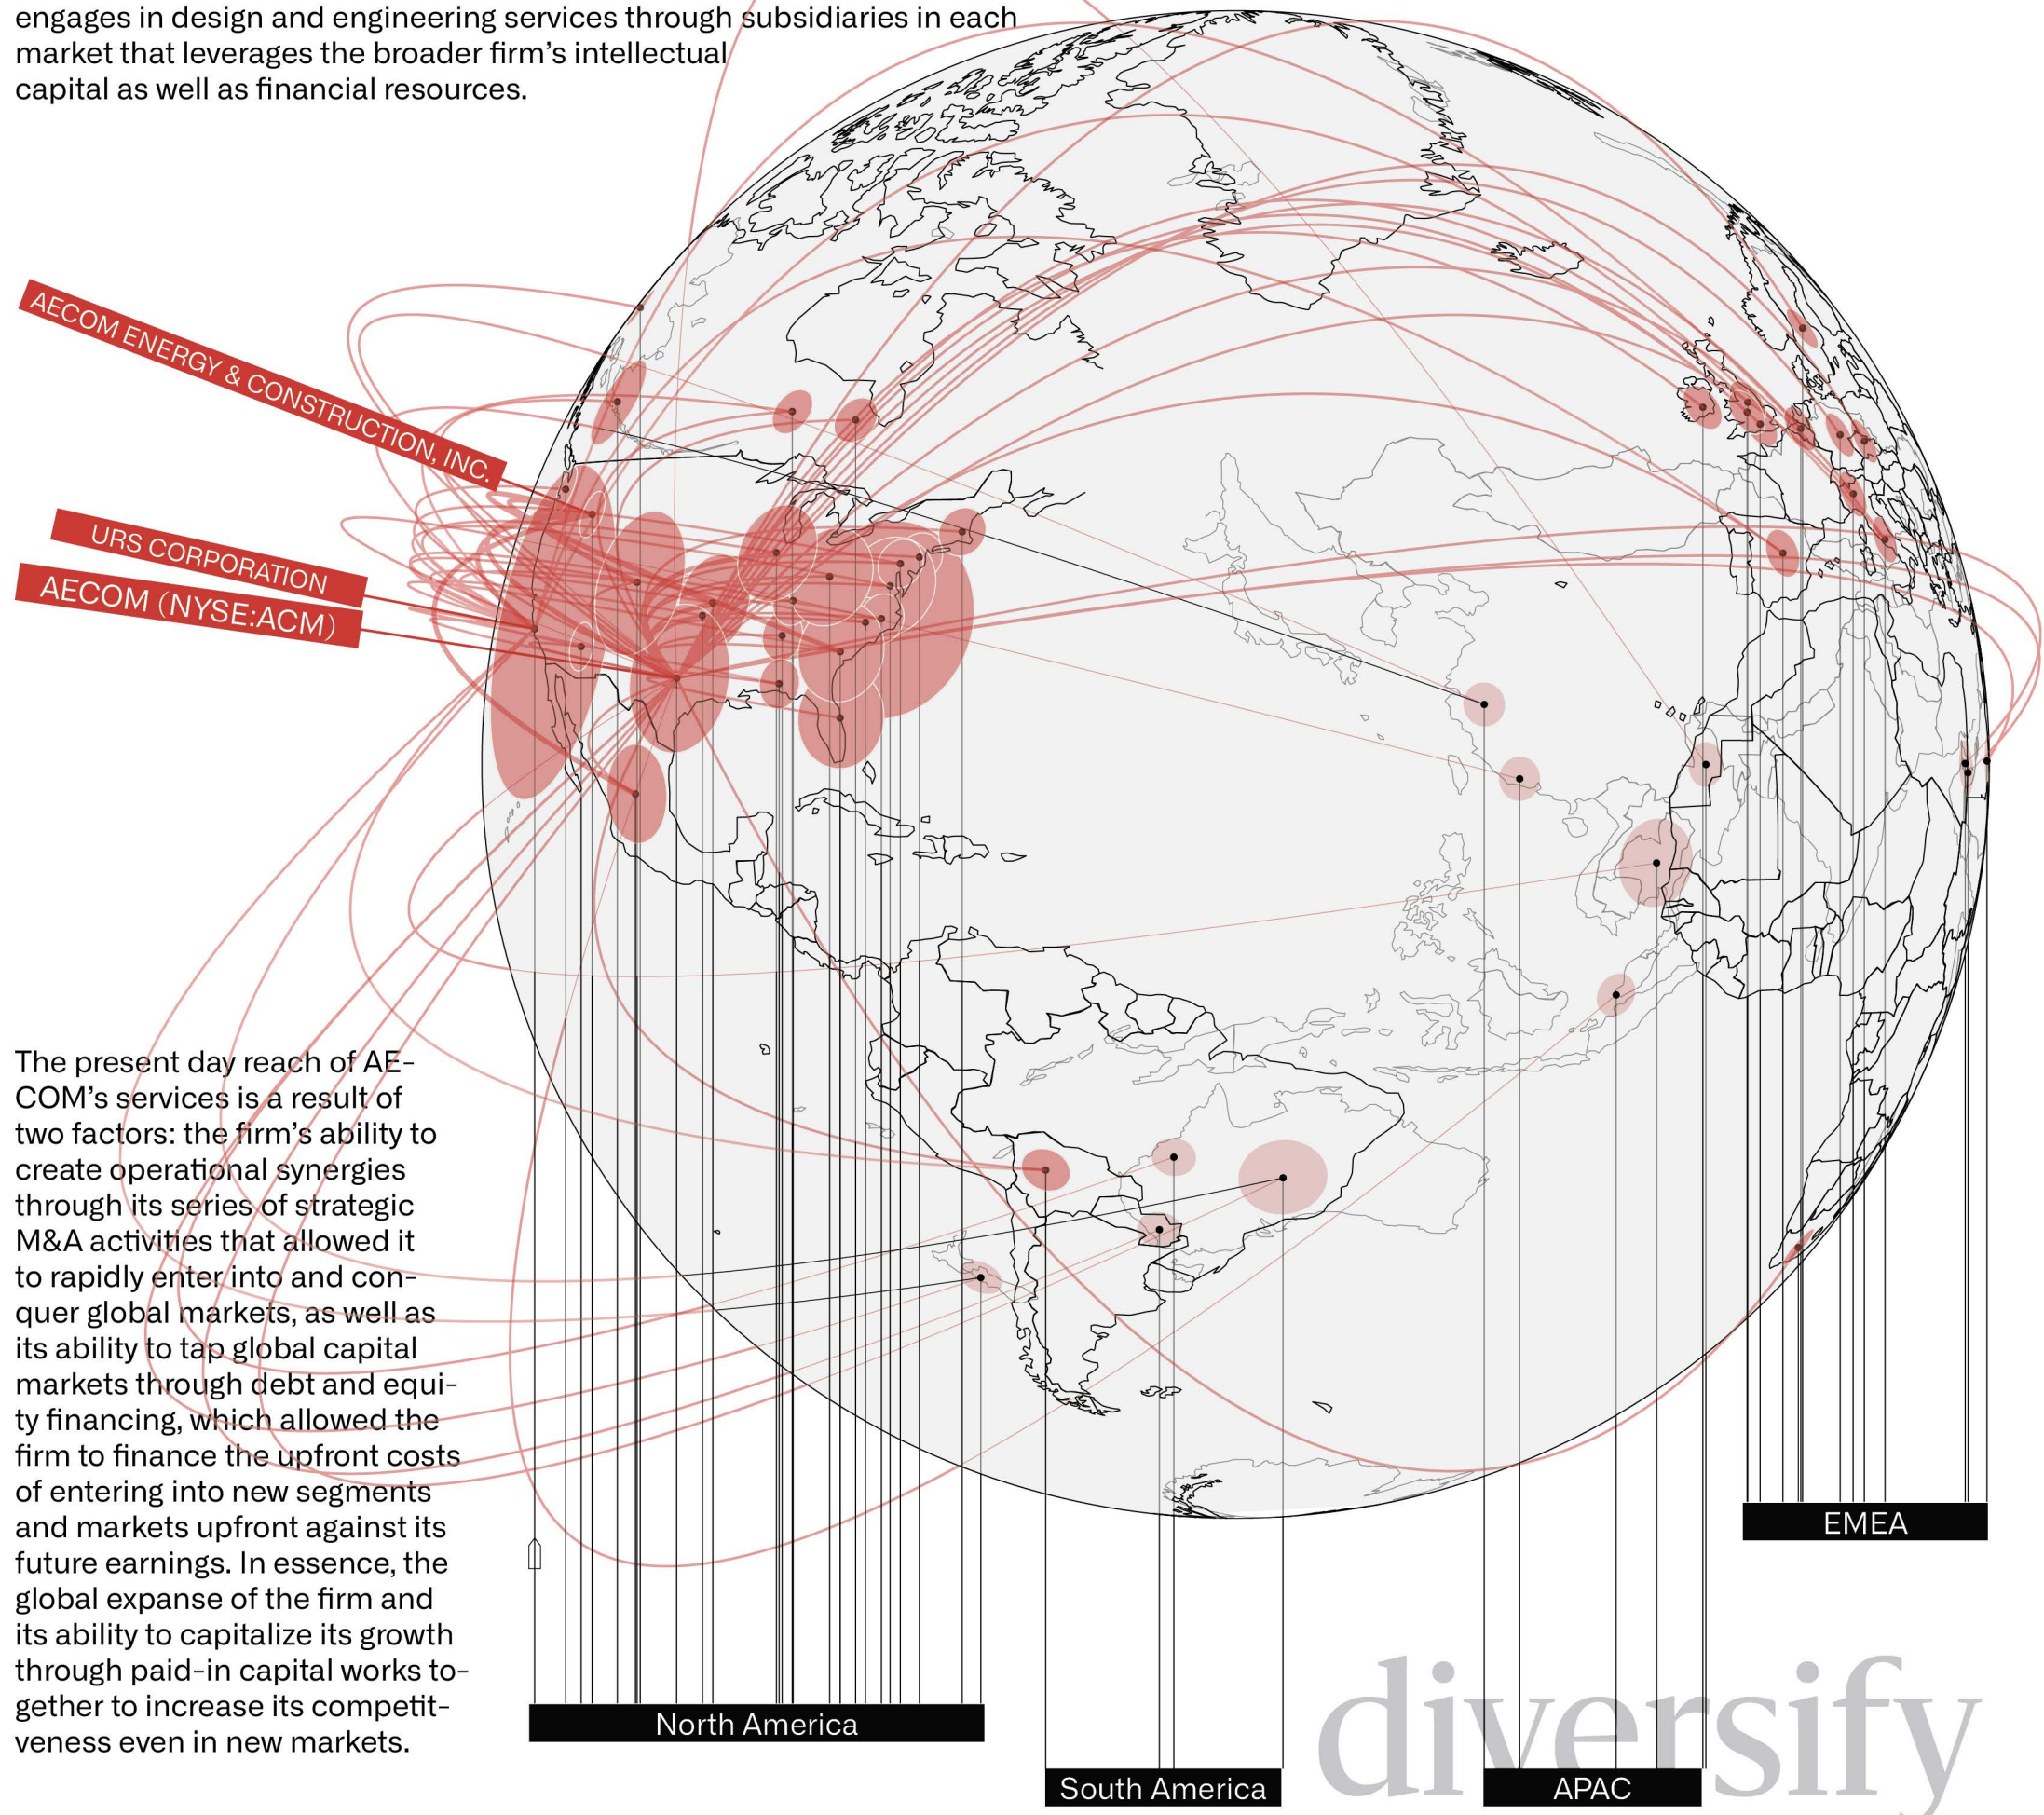 engages in design and engineering services through subsidiaries in each
market that leverages the broader firm’s intellectual
capital as well as financial resources.
AECOM ENERGY & CONSTRUCTION, INC.
URS CORPORATION
AECOM (NYSE:ACM)
The present day reach of AE-
COM’s services is a result of
two factors: the firm’s ability to
create operational synergies
through its series of strategic
M&A activities that allowed it
to rapidly enter into and con-
quer global markets, as well as
its ability to tap global capital
markets through debt and equi-
ty financing, which allowed the
firm to finance the upfront costs
of entering into new segments
and markets upfront against its
future earnings. In essence, the
global expanse of the firm and
its ability to capitalize its growth
through paid-in capital works to-
gether to increase its competit-
veness even in new markets.
EMEA
North America
South America
APAC
diversify